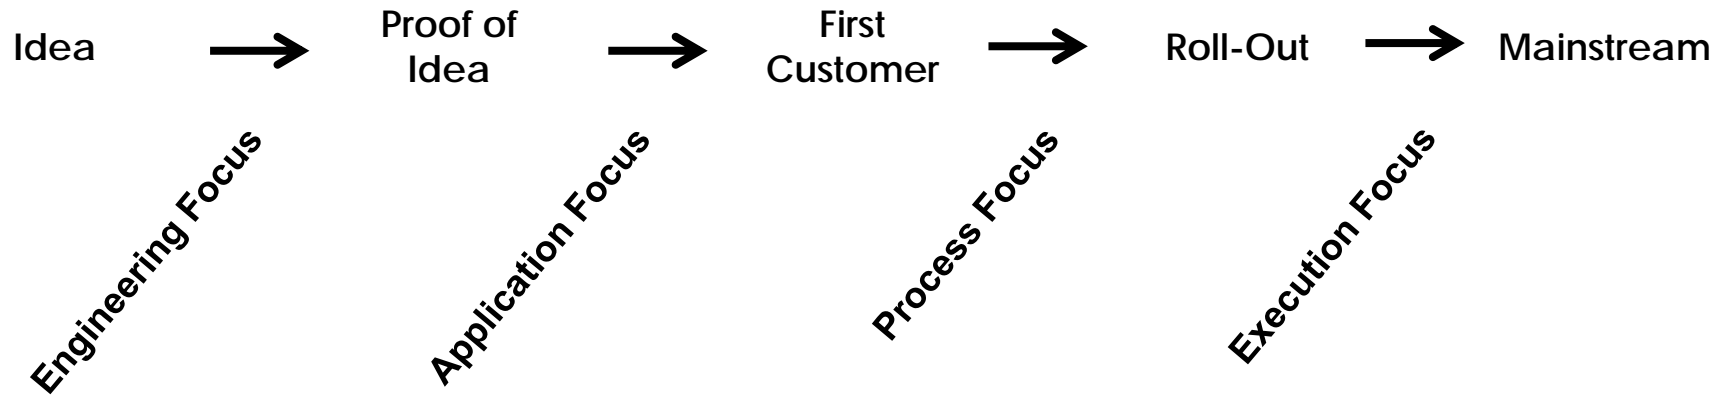 Idea
Proof of
Idea
First
Customer
Roll-Out
Mainstream
Engineering Focus
Application Focus
Process Focus
Execution Focus